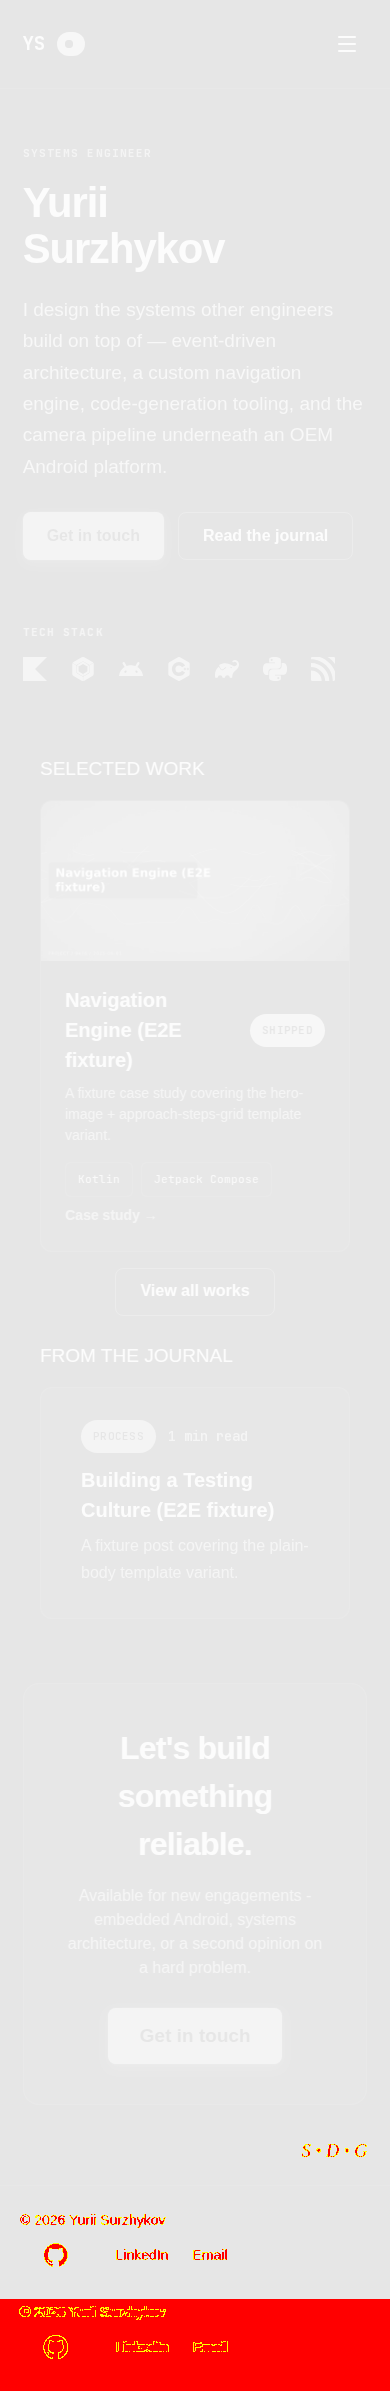 YS
SYSTEMS ENGINEER
Yurii
Surzhykov
I design the systems other engineers
build on top of — event-driven
architecture, a custom navigation
engine, code-generation tooling, and the
camera pipeline underneath an OEM
Android platform.
Get in touch
Read the journal
TECH STACK
SELECTED WORK
Navigation Engine (E2E
fixture)
Navigation
Engine (E2E
fixture)
SHIPPED
A fixture case study covering the hero-
image + approach-steps-grid template
variant.
Kotlin
Jetpack Compose
Case study →
View all works
FROM THE JOURNAL
PROCESS
1 min read
Building a Testing
Culture (E2E fixture)
A fixture post covering the plain-
body template variant.
Let's build
something
reliable.
Available for new engagements -
embedded Android, systems
architecture, or a second opinion on
a hard problem.
Get in touch
S · D · G
© 2026 Yurii Surzhykov
LinkedIn
Email
LinkedIn
Email